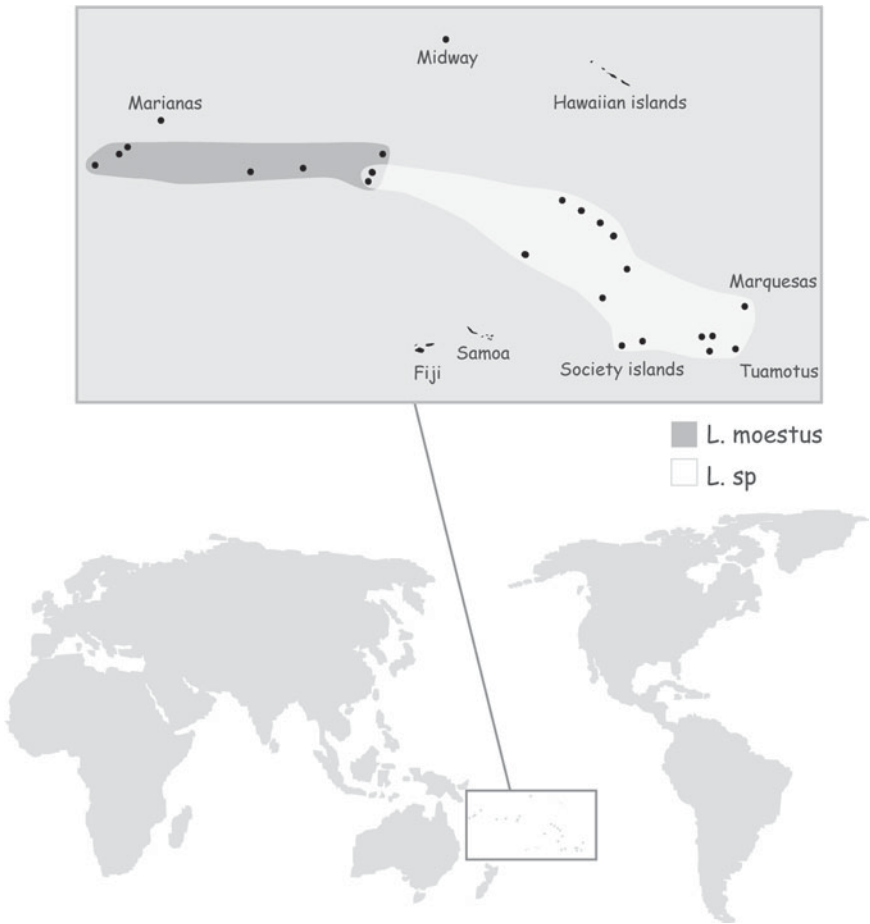 Midway
Hawaiian islands
Marianas
Marquesas
Samoa
Fiji
Society islands
Tuamotus
L. moestus
L. sp